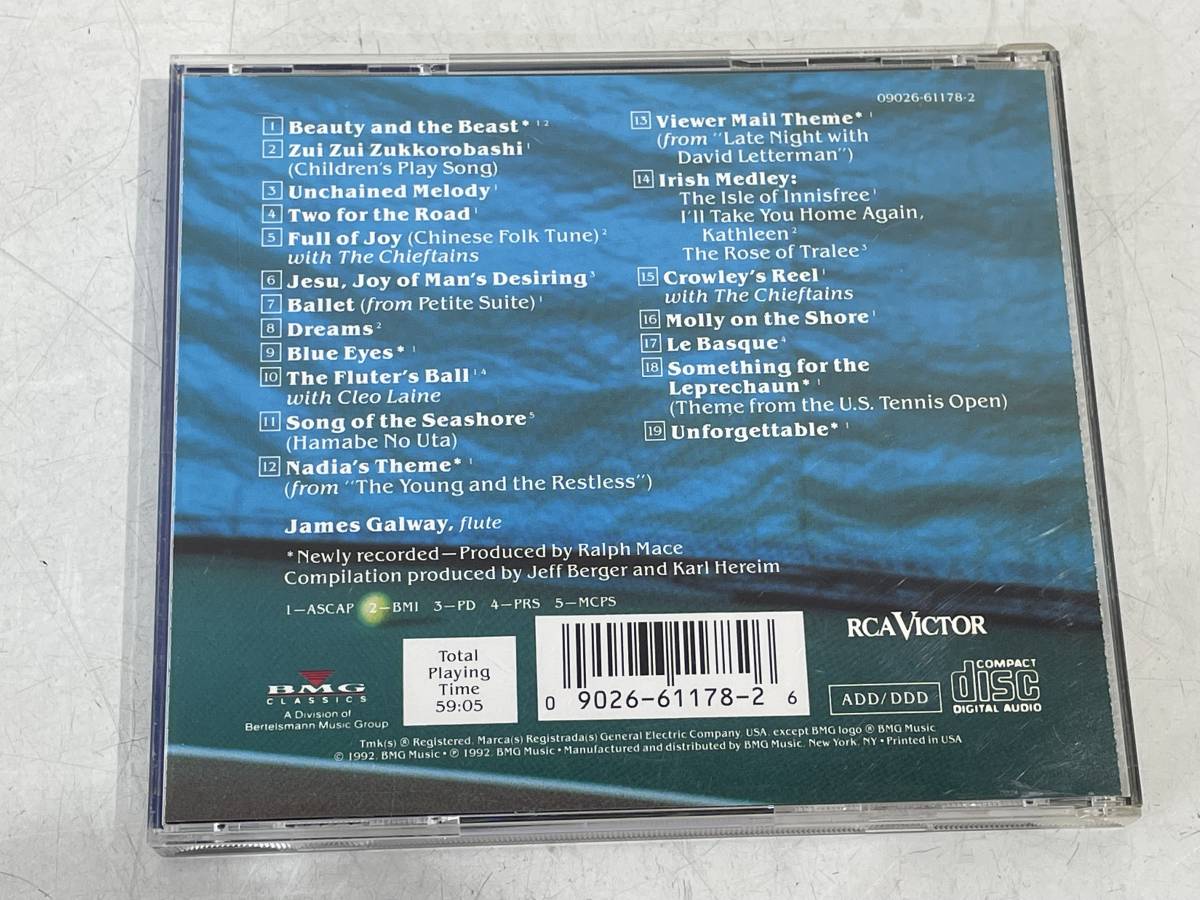 09026-61178-2
1 Beauty and the Beast* 1,2
2 Zui Zui Zukkorobashi 1
(Children's Play Song)
3 Unchained Melody 1
4 Two for the Road 1
5 Full of Joy (Chinese Folk Tune) 2
with The Chieftains
6 Jesu, Joy of Man's Desiring 3
7 Ballet (from Petite Suite) 1
8 Dreams 2
9 Blue Eyes* 1
10 The Fluter's Ball 1,4
with Cleo Laine
11 Song of the Seashore 5
(Hamabe No Uta)
12 Nadia's Theme* 1
(from "The Young and the Restless")
13 Viewer Mail Theme* 1
(from "Late Night with
David Letterman")
14 Irish Medley:
The Isle of Innisfree 1
I'll Take You Home Again,
Kathleen 2
The Rose of Tralee 3
15 Crowley's Reel 1
with The Chieftains
16 Molly on the Shore 1
17 Le Basque 4
18 Something for the
Leprechaun* 1
(Theme from the U.S. Tennis Open)
19 Unforgettable* 1
James Galway, flute
*Newly recorded—Produced by Ralph Mace
Compilation produced by Jeff Berger and Karl Hereim
1—ASCAP 2—BMI 3—PD 4—PRS 5—MCPS
BMG
CLASSICS
A Division of
Bertelsmann Music Group
Total
Playing
Time
59:05
0 9026-61178-2 6
RCA VICTOR
ADD/DDD
COMPACT
disc
DIGITAL AUDIO
Tmk(s) ® Registered. Marca(s) Registrada(s) General Electric Company, USA, except BMG logo ® BMG Music
© 1992, BMG Music • ℗ 1992, BMG Music • Manufactured and distributed by BMG Music, New York, NY • Printed in USA